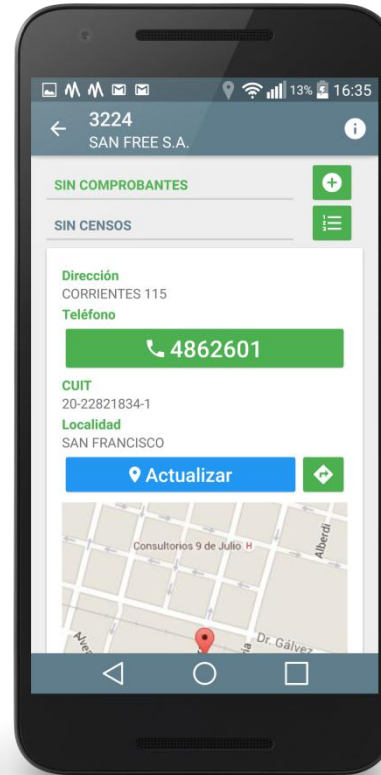 13% 16:35
3224
SAN FREE S.A.
SIN COMPROBANTES
SIN CENSOS
Dirección
CORRIENTES 115
Teléfono
4862601
CUIT
20-22821834-1
Localidad
SAN FRANCISCO
Actualizar
Consultorios 9 de Julio H
Alberdi
Dr. Gálvez